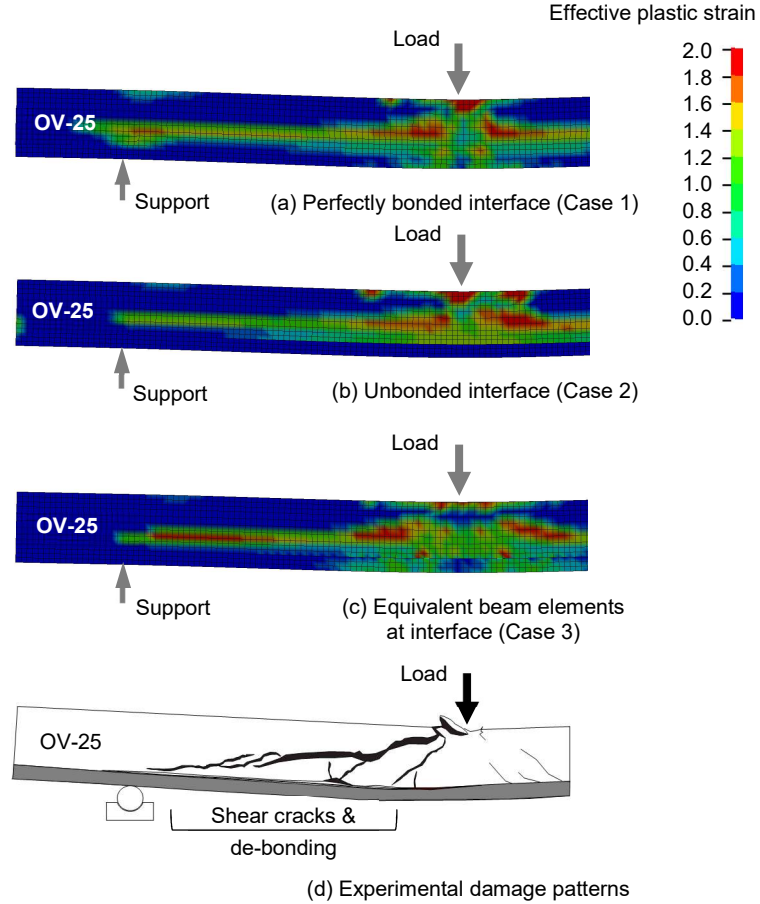 Effective plastic strain
Load
2.0
1.8
1.6
1.4
1.2
1.0
0.8
0.6
0.4
0.2
0.0
OV-25
Support
(a) Perfectly bonded interface (Case 1)
Load
OV-25
Support
(b) Unbonded interface (Case 2)
Load
OV-25
Support
(c) Equivalent beam elements
at interface (Case 3)
Load
OV-25
Shear cracks &
de-bonding
(d) Experimental damage patterns